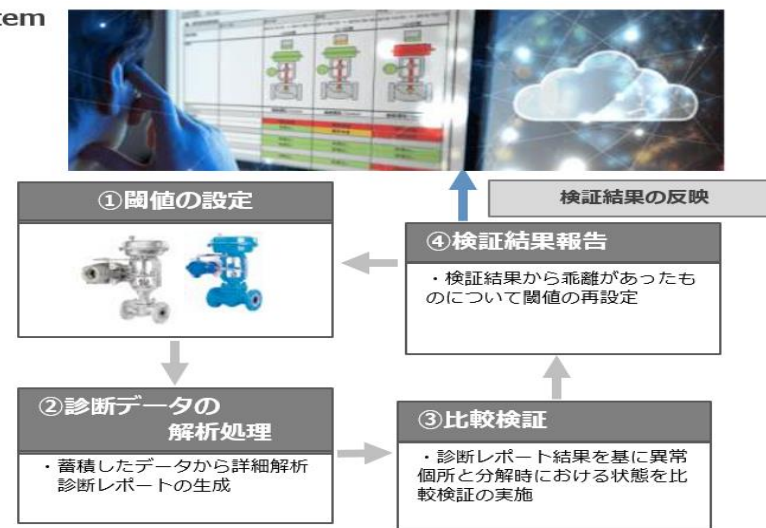 tem
検証結果の反映
①閾値の設定
④検証結果報告
・検証結果から乖離があったも
のについて閾値の再設定
②診断データの
解析処理
・蓄積したデータから詳細解析
診断レポートの生成
③比較検証
・診断レポート結果を基に異常
個所と分解時における状態を比
較検証の実施